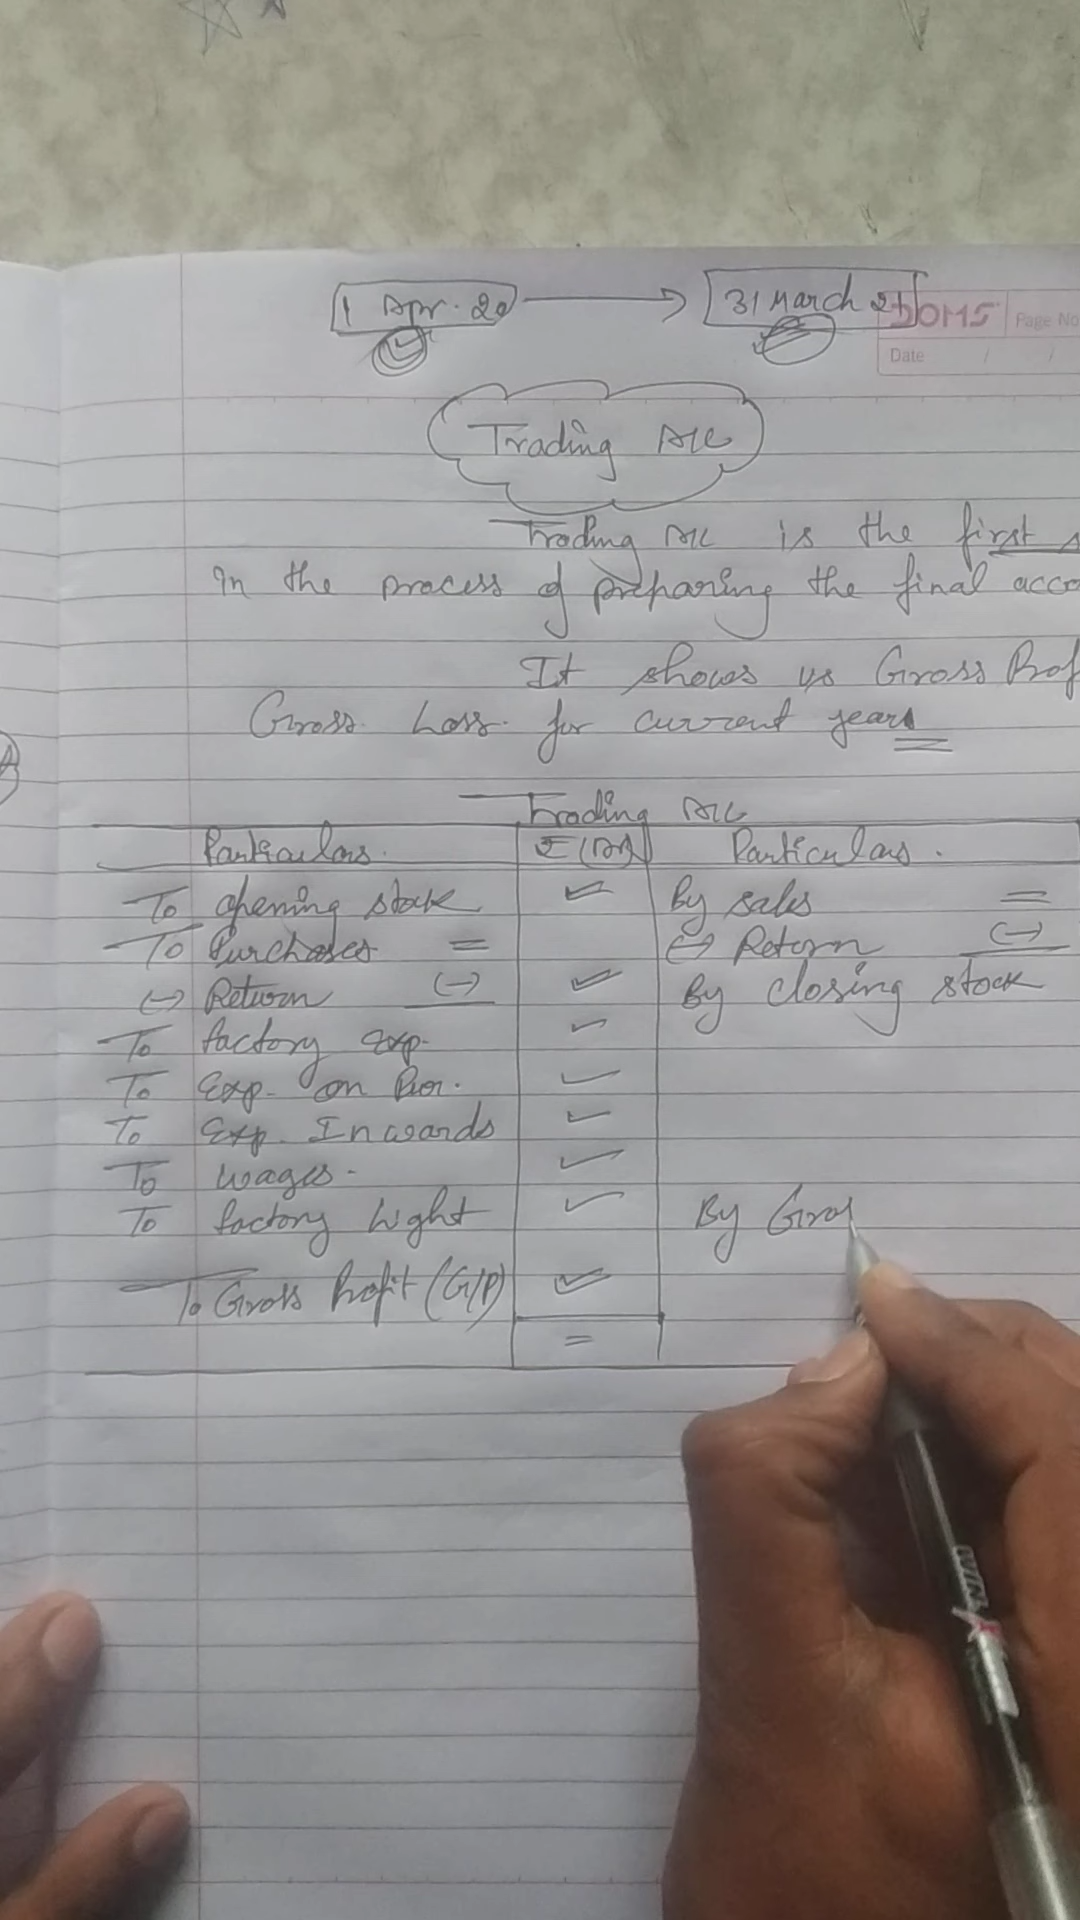 1 Apr. 20 → 31 March 21
DOMS
Page No
Date / /
Trading A/c
Trading A/c is the first s
in the process of preparing the final acco
It shows us Gross Prof
Gross Loss for current years
Trading A/c
Particulars. ₹ (Dr) Particulars.
To opening stock ✓ By sales =
To Purchases = (-) Return (-)
(-) Return (-) ✓ By closing stock
To factory exp. ✓
To Exp. on Pur. ✓
To Exp. Inwards ✓
To wages. ✓
To factory Light ✓ By Gros
To Gross Profit (G/P) ✓
=
WIN X